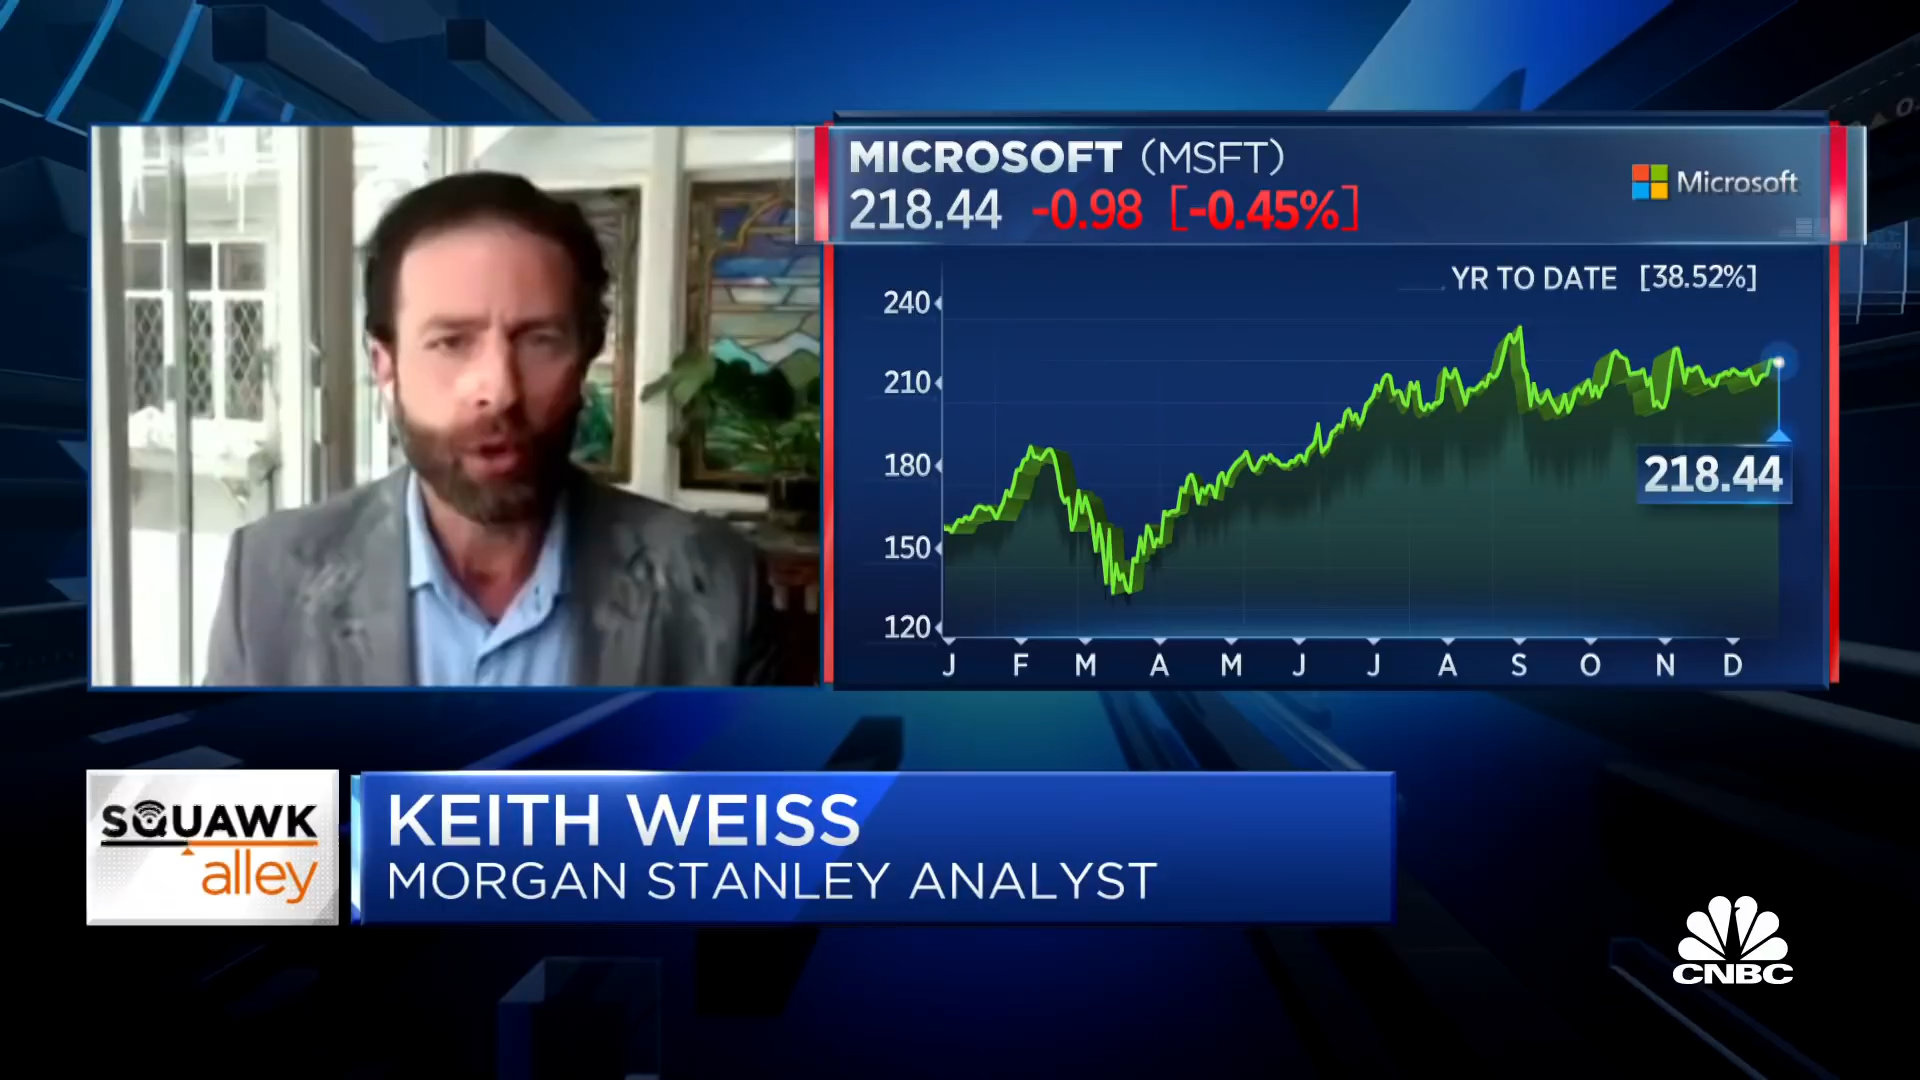 MICROSOFT (MSFT)
218.44 -0.98 [-0.45%]
Microsoft
YR TO DATE [38.52%]
240
210
180
150
120
218.44
J F M A M J J A S O N D
SQUAWK
alley
KEITH WEISS
MORGAN STANLEY ANALYST
CNBC